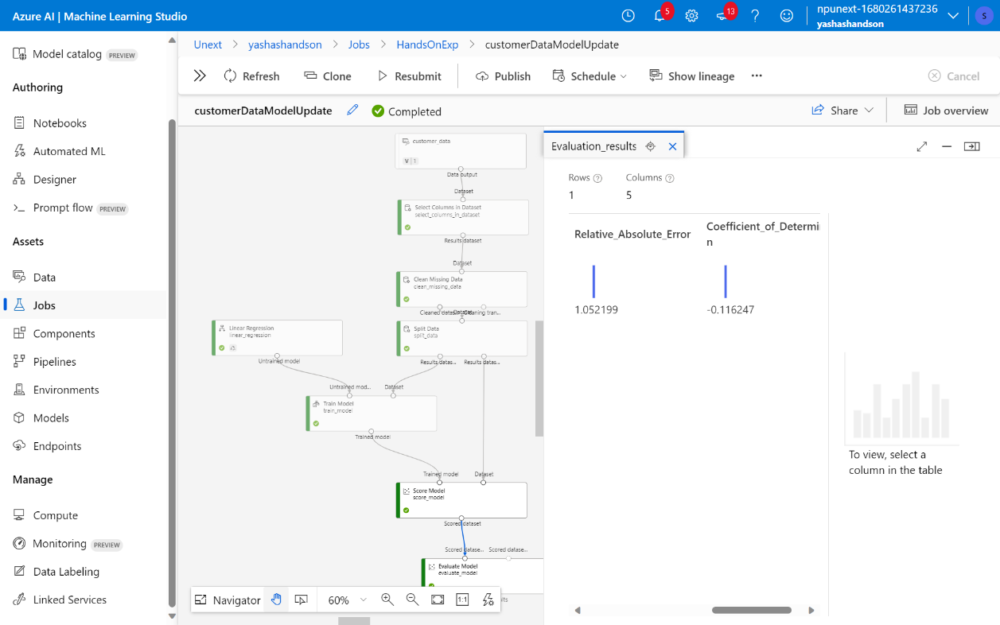 Azure AI | Machine Learning Studio
5
13
npunext-1680261437236
yashashandson
S
Model catalog PREVIEW
Authoring
Notebooks
Automated ML
Designer
Prompt flow PREVIEW
Assets
Data
Jobs
Components
Pipelines
Environments
Models
Endpoints
Manage
Compute
Monitoring PREVIEW
Data Labeling
Linked Services
Unext > yashashandson > Jobs > HandsOnExp > customerDataModelUpdate
Refresh Clone Resubmit Publish Schedule Show lineage ... Cancel
customerDataModelUpdate Completed Share Job overview
customer_data
V 1
Data output
Dataset
Select Columns in Dataset
select_columns_in_dataset
Results dataset
Dataset
Clean Missing Data
clean_missing_data
Dataset
Split Data
split_data
Results datas... Results datas...
Linear Regression
linear_regression
Untrained model
Untrained mod... Dataset
Train Model
train_model
Trained model
Trained model Dataset
Score Model
score_model
Scored dataset
Scored datase... Scored datase...
Evaluate Model
evaluate_model
Navigator 60% 1:1
Evaluation_results
Rows Columns
1 5
Relative_Absolute_Error
Coefficient_of_Determi
n
1.052199 -0.116247
To view, select a
column in the table